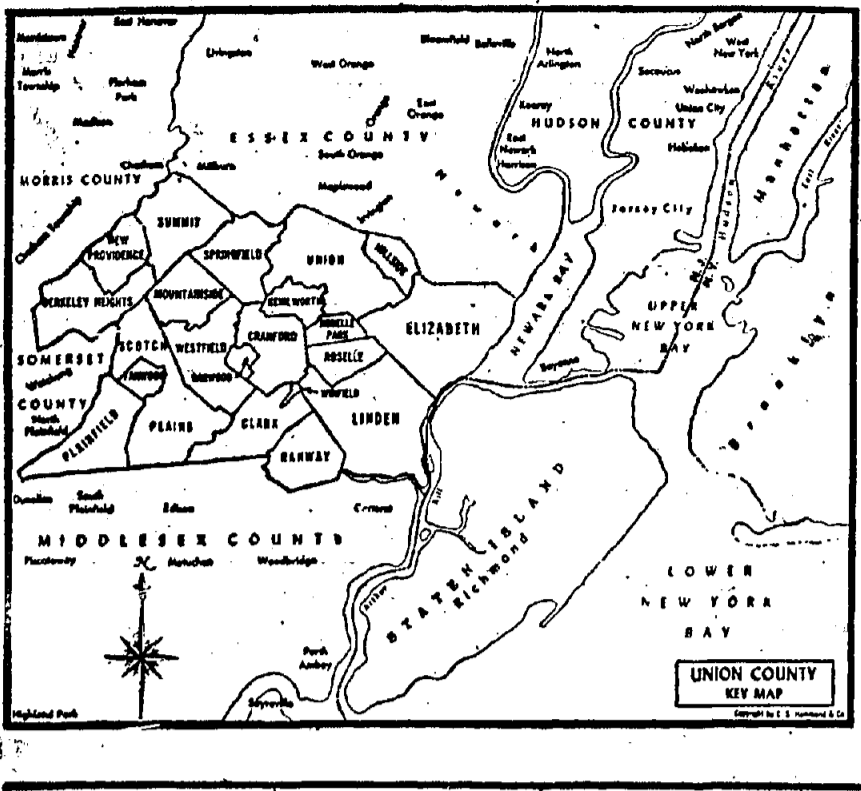 East Hanover
Morristown
Livingston
West Orange
Bloomfield
Belleville
North Arlington
North Bergen
West New York
Morris Township
Florham Park
Secaucus
Weehawken
Union City
Madison
Orange
East Orange
Kearny
HUDSON COUNTY
ESSEX COUNTY
East Newark
Harrison
Hoboken
South Orange
Chatham
Millburn
MORRIS COUNTY
Maplewood
Irvington
Newark
Manhattan
East River
Hudson River
Jersey City
Chatham Township
SUMMIT
NEW PROVIDENCE
SPRINGFIELD
UNION
HILLSIDE
BERKELEY HEIGHTS
MOUNTAINSIDE
KENILWORTH
N.J.
N.Y.
UPPER NEW YORK BAY
NEWARK BAY
ELIZABETH
ROSELLE PARK
CRANFORD
SCOTCH PLAINS
WESTFIELD
ROSELLE
SOMERSET COUNTY
Watchung
FANWOOD
GARWOOD
WINFIELD
Bayonne
Brooklyn
North Plainfield
PLAINFIELD
CLARK
LINDEN
RAHWAY
Dunellen
South Plainfield
Edison
Carteret
MIDDLESEX COUNTY
Piscataway
N
Metuchen
Woodbridge
Arthur Kill
STATEN ISLAND
Richmond
LOWER
NEW YORK
BAY
Perth Amboy
Sayreville
Highland Park
UNION COUNTY
KEY MAP
Copyright by C. S. Hammond & Co